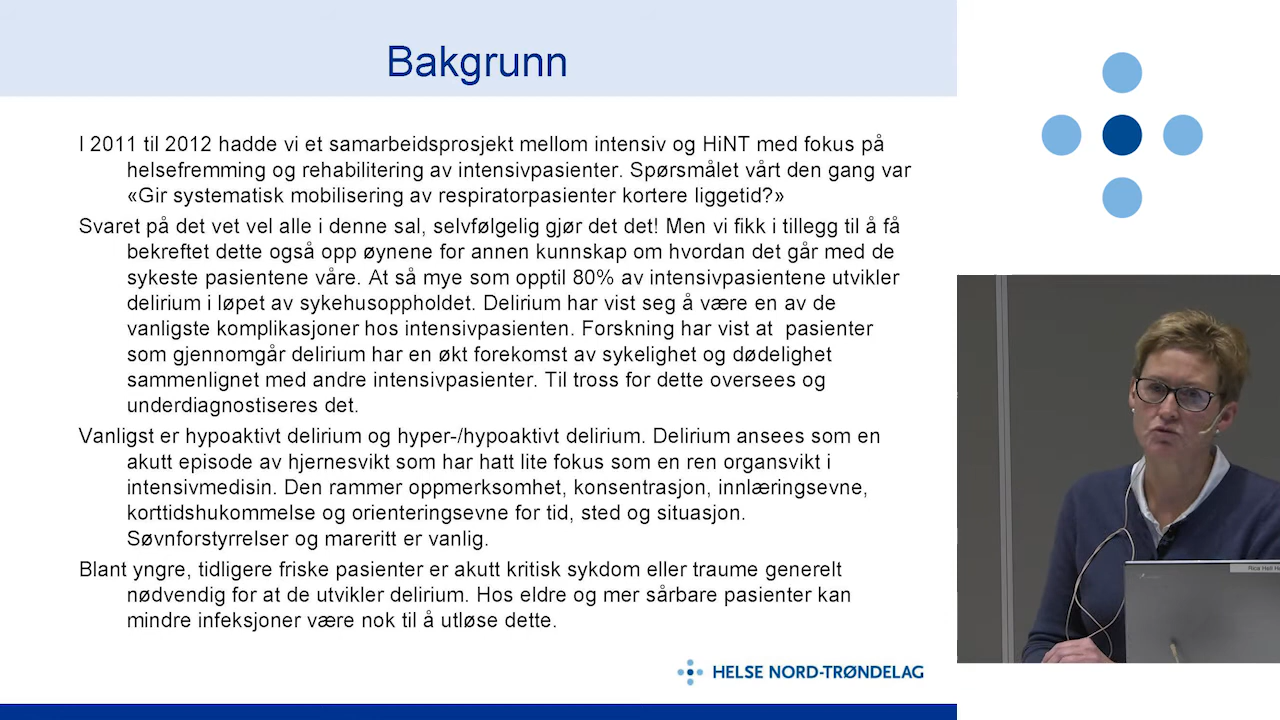 Bakgrunn
I 2011 til 2012 hadde vi et samarbeidsprosjekt mellom intensiv og HiNT med fokus på
helsefremming og rehabilitering av intensivpasienter. Spørsmålet vårt den gang var
«Gir systematisk mobilisering av respiratorpasienter kortere liggetid?»
Svaret på det vet vel alle i denne sal, selvfølgelig gjør det det! Men vi fikk i tillegg til å få
bekreftet dette også opp øynene for annen kunnskap om hvordan det går med de
sykeste pasientene våre. At så mye som opptil 80% av intensivpasientene utvikler
delirium i løpet av sykehusoppholdet. Delirium har vist seg å være en av de
vanligste komplikasjoner hos intensivpasienten. Forskning har vist at  pasienter
som gjennomgår delirium har en økt forekomst av sykelighet og dødelighet
sammenlignet med andre intensivpasienter. Til tross for dette oversees og
underdiagnostiseres det.
Vanligst er hypoaktivt delirium og hyper-/hypoaktivt delirium. Delirium ansees som en
akutt episode av hjernesvikt som har hatt lite fokus som en ren organsvikt i
intensivmedisin. Den rammer oppmerksomhet, konsentrasjon, innlæringsevne,
korttidshukommelse og orienteringsevne for tid, sted og situasjon.
Søvnforstyrrelser og mareritt er vanlig.
Blant yngre, tidligere friske pasienter er akutt kritisk sykdom eller traume generelt
nødvendig for at de utvikler delirium. Hos eldre og mer sårbare pasienter kan
mindre infeksjoner være nok til å utløse dette.
HELSE NORD-TRØNDELAG
Rica Hell